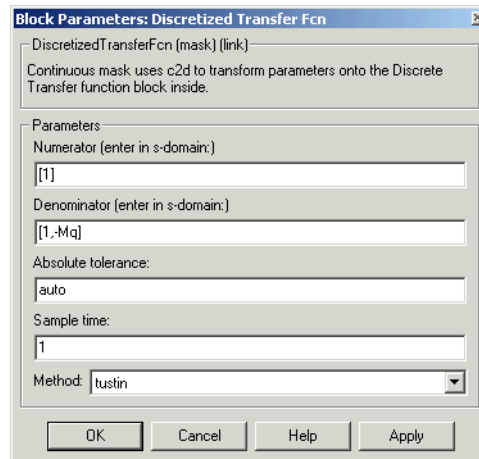 Block Parameters: Discretized Transfer Fcn
DiscretizedTransferFcn (mask) (link)
Continuous mask uses c2d to transform parameters onto the Discrete
Transfer function block inside.
Parameters
Numerator (enter in s-domain:)
[1]
Denominator (enter in s-domain:)
[1,-Mq]
Absolute tolerance:
auto
Sample time:
1
Method: tustin
OK Cancel Help Apply